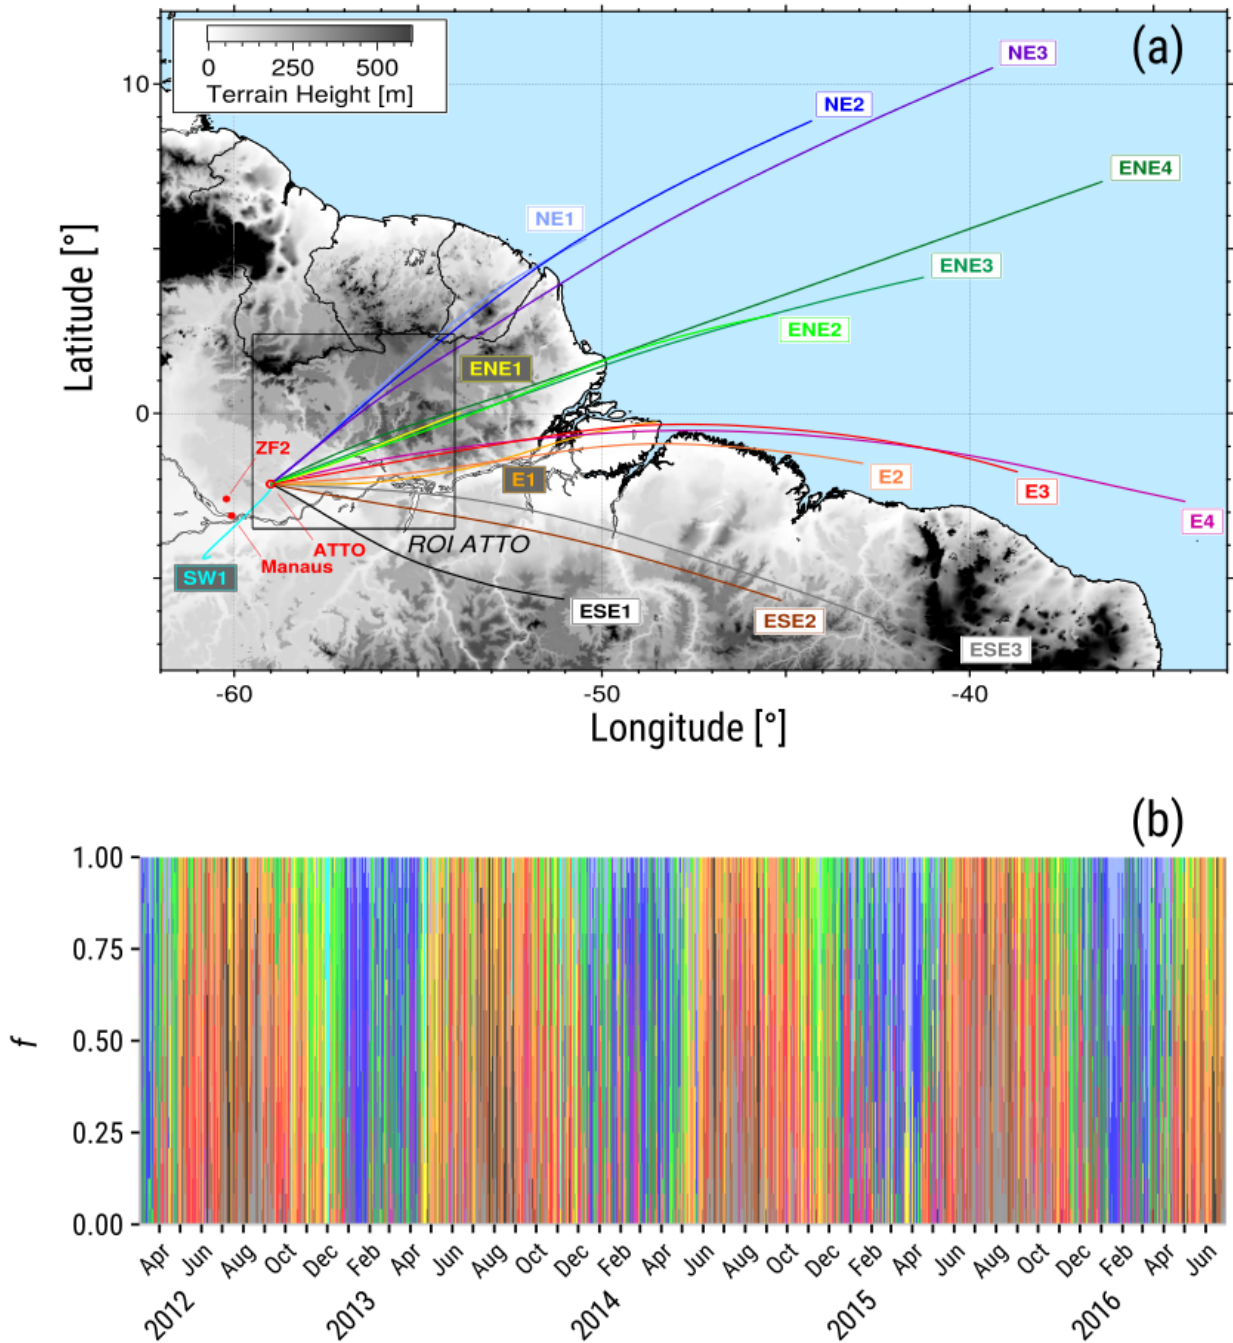 (a)
0 250 500
Terrain Height [m]
NE3
NE2
ENE4
NE1
ENE3
ENE2
ENE1
ZF2
E1
E2
E3
E4
ROI ATTO
ATTO
Manaus
SW1
ESE1
ESE2
ESE3
10
0
Latitude [°]
-60 -50 -40
Longitude [°]
(b)
1.00
0.75
0.50
0.25
0.00
f
Apr Jun Aug Oct Dec Feb Apr Jun Aug Oct Dec Feb Apr Jun Aug Oct Dec Feb Apr Jun Aug Oct Dec Feb Apr Jun
2012 2013 2014 2015 2016